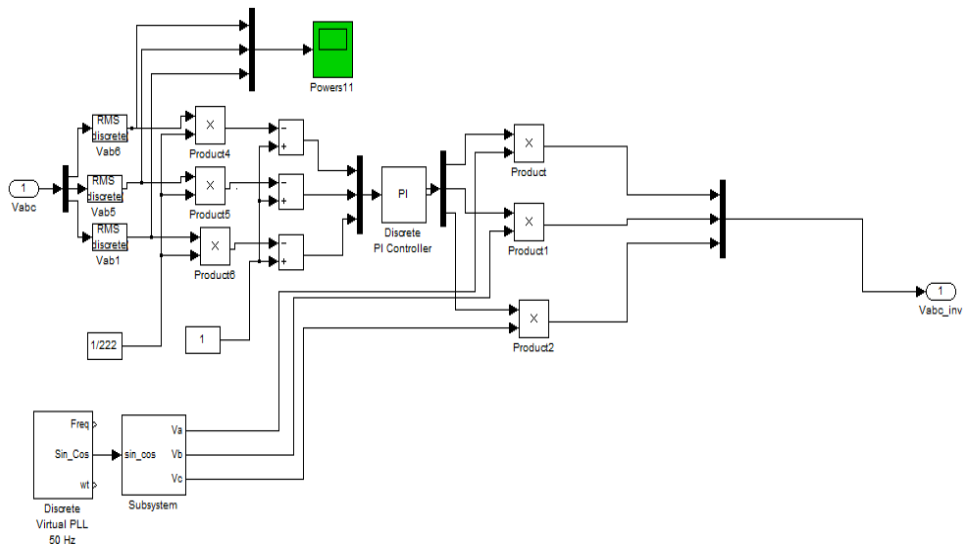 Powers11
RMS
discrete
Vab6
X
Product4
−
+
1
Vabc
RMS
discrete
Vab5
X
Product5
−
+
PI
Discrete
PI Controller
X
Product
RMS
discrete
Vab1
X
Product6
−
+
X
Product1
1
Vabc_inv
1/222
1
X
Product2
Freq
Sin_Cos
wt
Discrete
Virtual PLL
50 Hz
sin_cos
Va
Vb
Vc
Subsystem